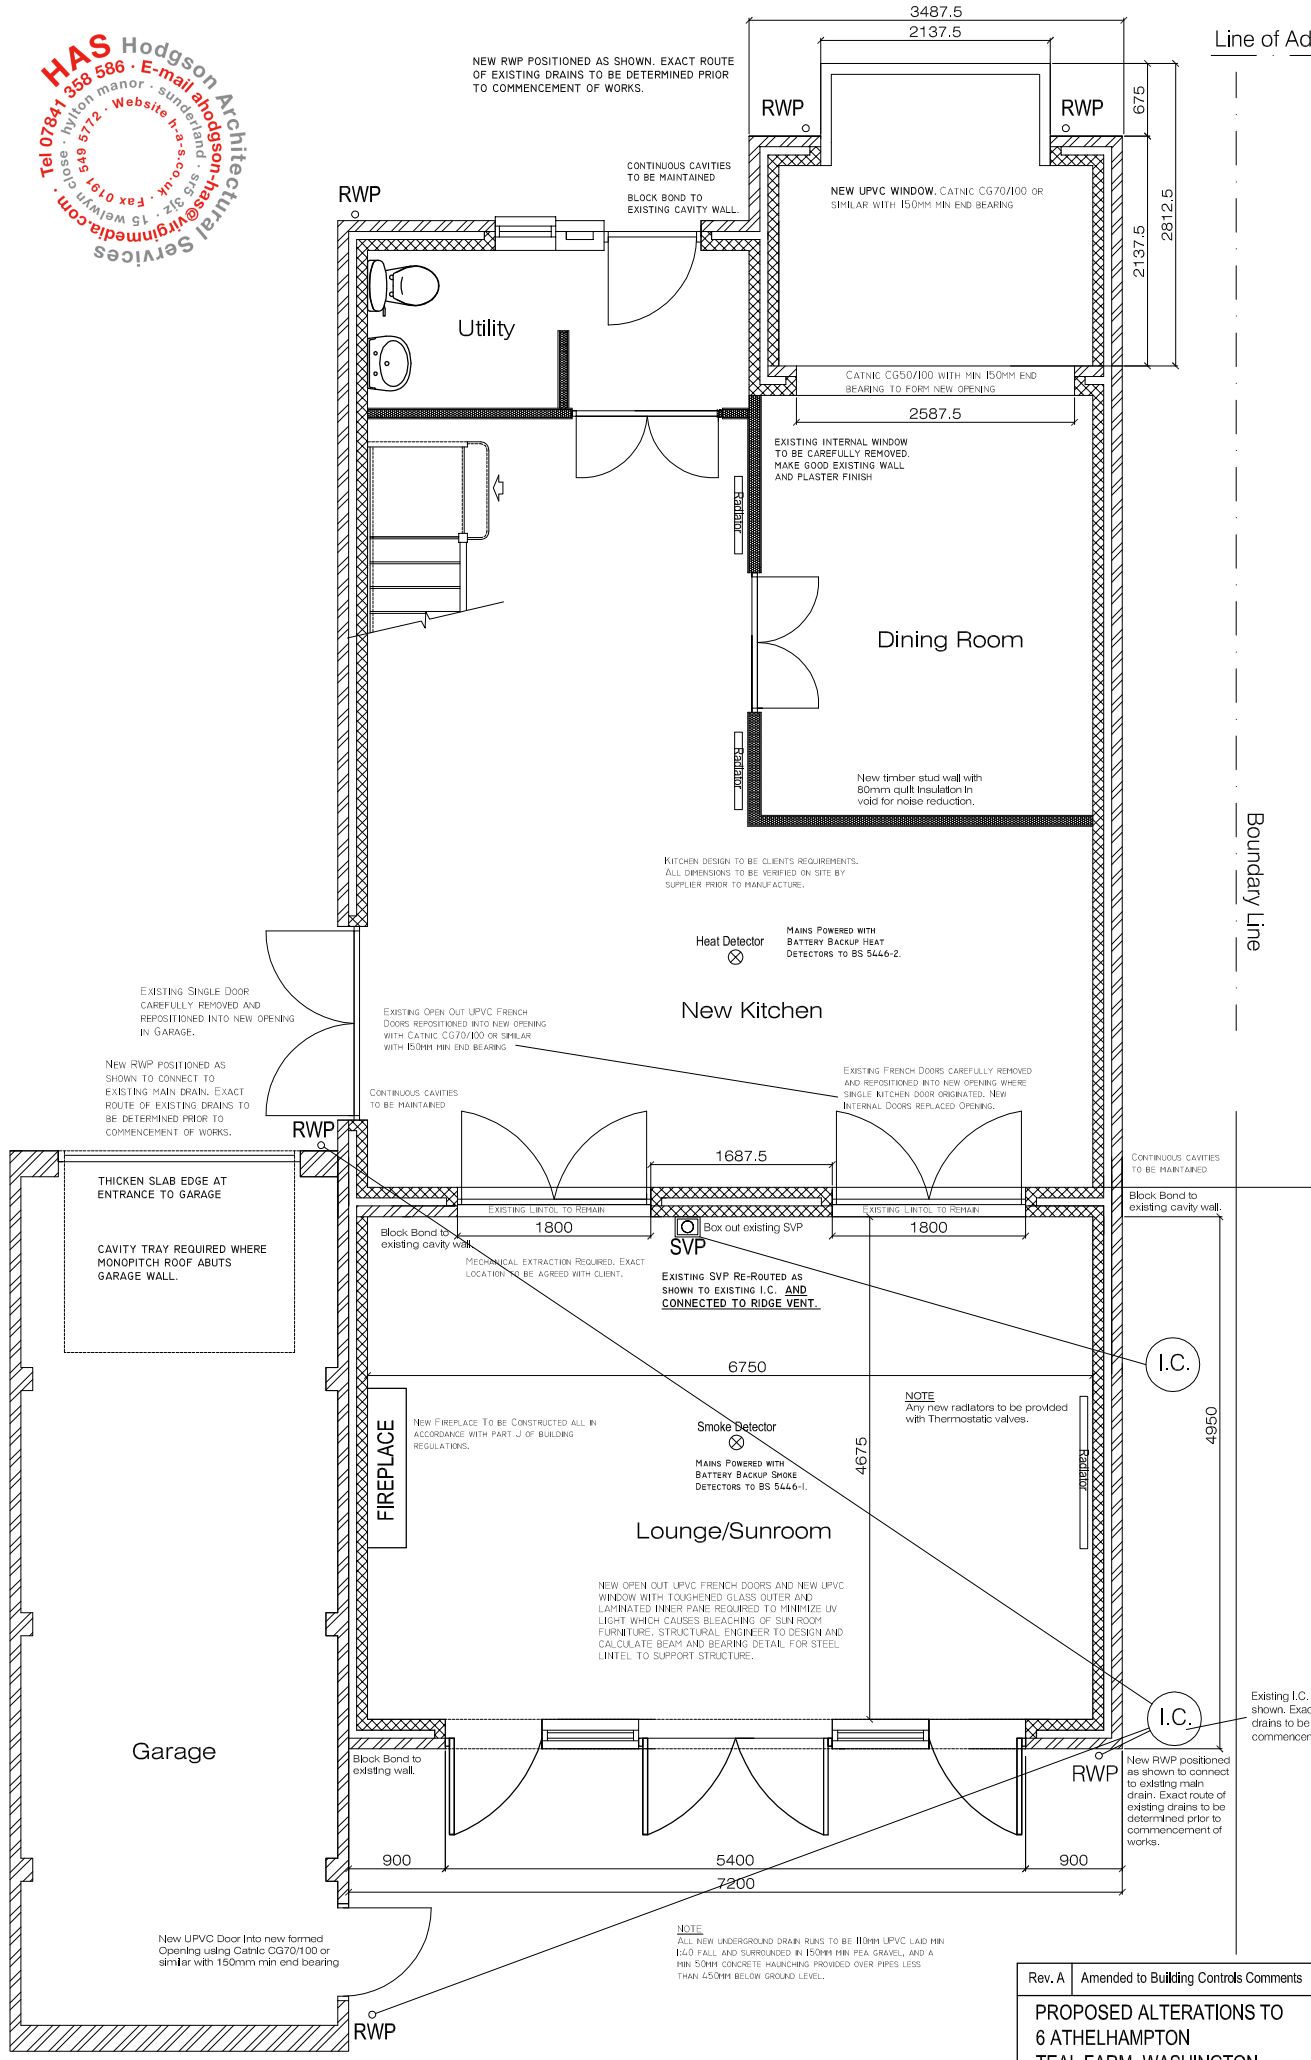 HAS Hodgson Architectural Services
Tel 07841 358 586 · E-mail ahodgson-has@virginmedia.com ·
15 welwyn close · hylton manor · sunderland · sr5 3jz ·
Fax 0191 549 5772 · Website h-a-s.co.uk ·
3487.5
2137.5
Line of Ad
NEW RWP POSITIONED AS SHOWN. EXACT ROUTE
OF EXISTING DRAINS TO BE DETERMINED PRIOR
TO COMMENCEMENT OF WORKS.
RWP
RWP
675
2137.5
2812.5
CONTINUOUS CAVITIES
TO BE MAINTAINED
BLOCK BOND TO
EXISTING CAVITY WALL.
NEW UPVC WINDOW. CATNIC CG70/100 OR
SIMILAR WITH 150MM MIN END BEARING
RWP
Utility
CATNIC CG50/100 WITH MIN 150MM END
BEARING TO FORM NEW OPENING
2587.5
EXISTING INTERNAL WINDOW
TO BE CAREFULLY REMOVED.
MAKE GOOD EXISTING WALL
AND PLASTER FINISH
Radiator
Dining Room
Radiator
New timber stud wall with
80mm quilt insulation in
void for noise reduction.
Boundary Line
KITCHEN DESIGN TO BE CLIENTS REQUIREMENTS.
ALL DIMENSIONS TO BE VERIFIED ON SITE BY
SUPPLIER PRIOR TO MANUFACTURE.
Heat Detector
MAINS POWERED WITH
BATTERY BACKUP HEAT
DETECTORS TO BS 5446-2.
New Kitchen
EXISTING SINGLE DOOR
CAREFULLY REMOVED AND
REPOSITIONED INTO NEW OPENING
IN GARAGE.
EXISTING OPEN OUT UPVC FRENCH
DOORS REPOSITIONED INTO NEW OPENING
WITH CATNIC CG70/100 OR SIMILAR
WITH 150MM MIN END BEARING
NEW RWP POSITIONED AS
SHOWN TO CONNECT TO
EXISTING MAIN DRAIN. EXACT
ROUTE OF EXISTING DRAINS TO
BE DETERMINED PRIOR TO
COMMENCEMENT OF WORKS.
CONTINUOUS CAVITIES
TO BE MAINTAINED
EXISTING FRENCH DOORS CAREFULLY REMOVED
AND REPOSITIONED INTO NEW OPENING WHERE
SINGLE KITCHEN DOOR ORIGINATED. NEW
INTERNAL DOORS REPLACED OPENING.
RWP
1687.5
CONTINUOUS CAVITIES
TO BE MAINTAINED
THICKEN SLAB EDGE AT
ENTRANCE TO GARAGE
Block Bond to
existing cavity wall.
EXISTING LINTOL TO REMAIN
EXISTING LINTOL TO REMAIN
1800
1800
Block Bond to
existing cavity wall
Box out existing SVP
SVP
CAVITY TRAY REQUIRED WHERE
MONOPITCH ROOF ABUTS
GARAGE WALL.
MECHANICAL EXTRACTION REQUIRED. EXACT
LOCATION TO BE AGREED WITH CLIENT.
EXISTING SVP RE-ROUTED AS
SHOWN TO EXISTING I.C. AND
CONNECTED TO RIDGE VENT.
6750
I.C.
FIREPLACE
NEW FIREPLACE TO BE CONSTRUCTED ALL IN
ACCORDANCE WITH PART J OF BUILDING
REGULATIONS.
NOTE
Any new radiators to be provided
with Thermostatic valves.
Smoke Detector
MAINS POWERED WITH
BATTERY BACKUP SMOKE
DETECTORS TO BS 5446-1.
4675
4950
Radiator
Lounge/Sunroom
NEW OPEN OUT UPVC FRENCH DOORS AND NEW UPVC
WINDOW WITH TOUGHENED GLASS OUTER AND
LAMINATED INNER PANE REQUIRED TO MINIMIZE UV
LIGHT WHICH CAUSES BLEACHING OF SUN ROOM
FURNITURE. STRUCTURAL ENGINEER TO DESIGN AND
CALCULATE BEAM AND BEARING DETAIL FOR STEEL
LINTEL TO SUPPORT STRUCTURE.
I.C.
Existing I.C.
shown. Exac
drains to be
commencen
Garage
Block Bond to
existing wall.
RWP
New RWP positioned
as shown to connect
to existing main
drain. Exact route of
existing drains to be
determined prior to
commencement of
works.
900
5400
900
7200
New UPVC Door into new formed
Opening using Catnic CG70/100 or
similar with 150mm min end bearing
NOTE
ALL NEW UNDERGROUND DRAIN RUNS TO BE 110MM UPVC LAID MIN
1:40 FALL AND SURROUNDED IN 150MM MIN PEA GRAVEL, AND A
MIN 50MM CONCRETE HAUNCHING PROVIDED OVER PIPES LESS
THAN 450MM BELOW GROUND LEVEL.
RWP
Rev. A Amended to Building Controls Comments
PROPOSED ALTERATIONS TO
6 ATHELHAMPTON
TEAL FARM, WASHINGTON